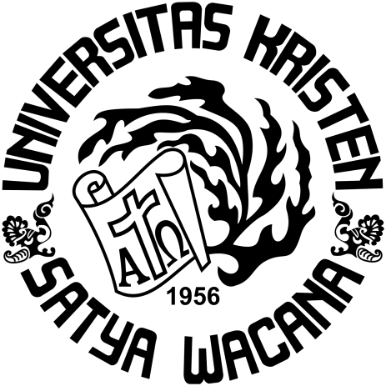 UNIVERSITAS KRISTEN
SATYA WACANA
A Ω
1956